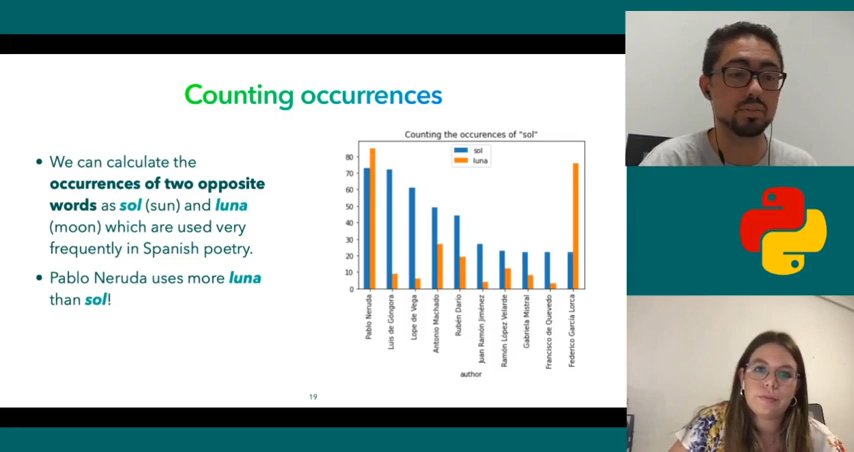 Counting occurrences
• We can calculate the
occurrences of two opposite
words as sol (sun) and luna
(moon) which are used very
frequently in Spanish poetry.
• Pablo Neruda uses more luna
than sol!
Counting the occurences of "sol"
sol
luna
80
70
60
50
40
30
20
10
0
Pablo Neruda
Luis de Góngora
Lope de Vega
Antonio Machado
Rubén Darío
Juan Ramón Jiménez
Ramón López Velarde
Gabriela Mistral
Francisco de Quevedo
Federico García Lorca
author
19